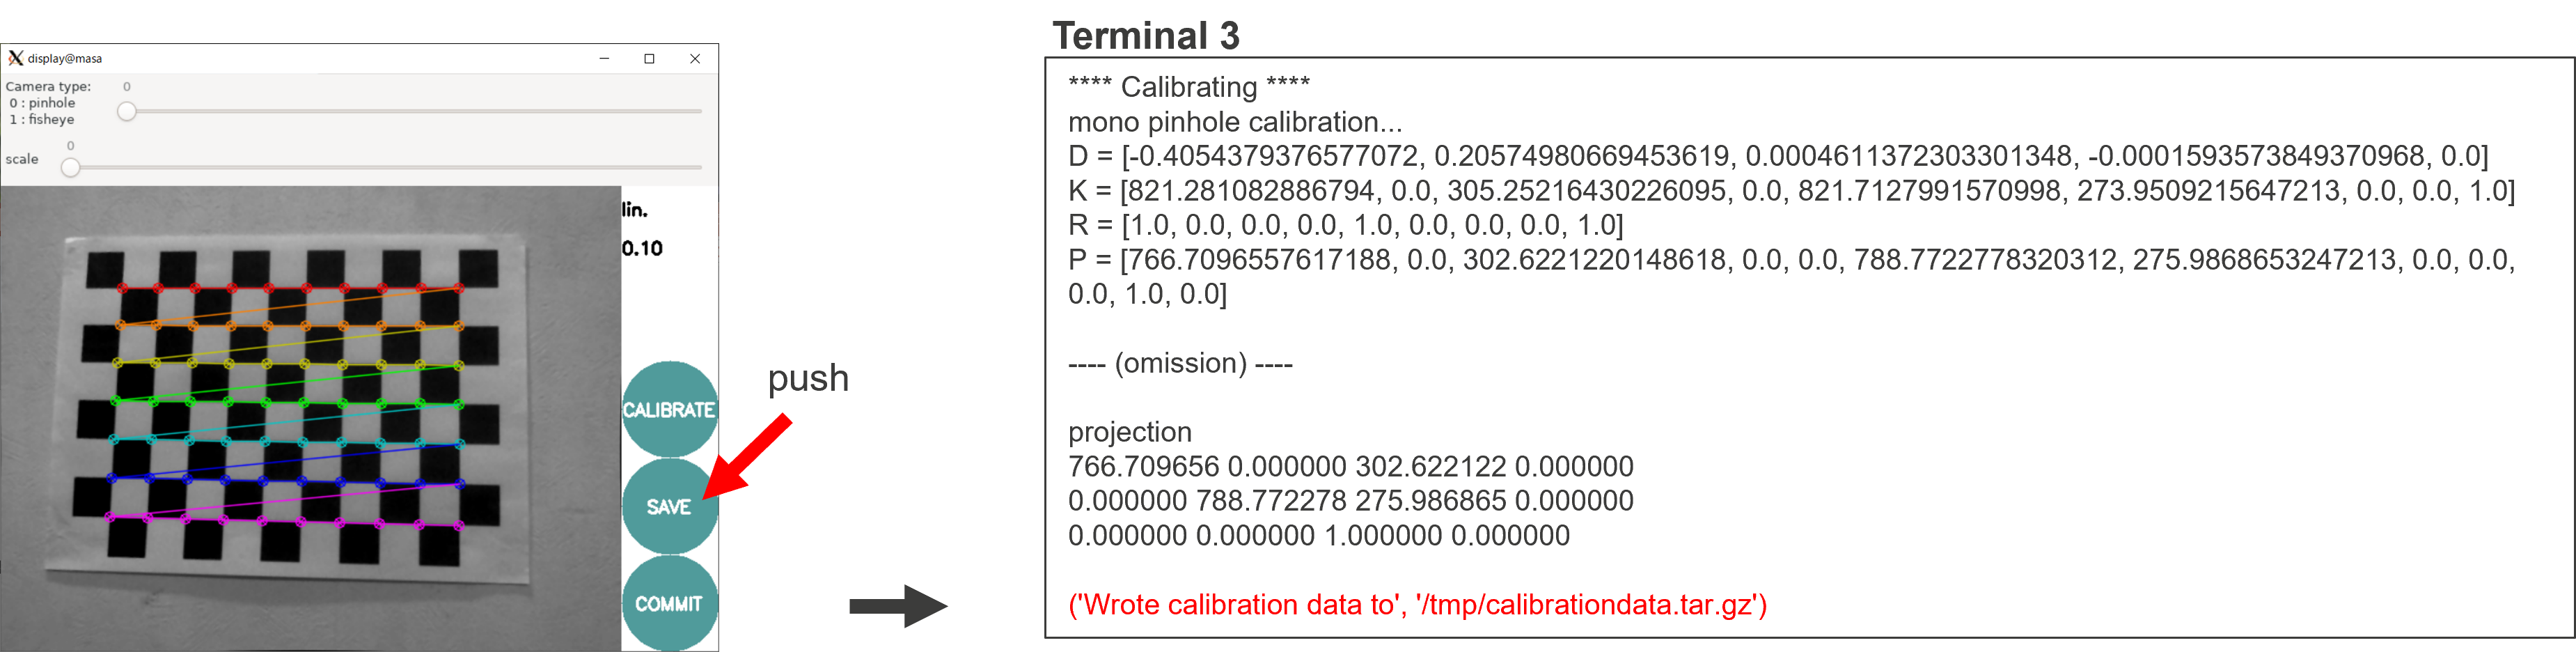 display@masa
Camera type:
0 : pinhole
1 : fisheye
0
scale
0
lin.
0.10
CALIBRATE
SAVE
COMMIT
push
Terminal 3
**** Calibrating ****
mono pinhole calibration...
D = [-0.4054379376577072, 0.20574980669453619, 0.0004611372303301348, -0.0001593573849370968, 0.0]
K = [821.281082886794, 0.0, 305.25216430226095, 0.0, 821.7127991570998, 273.9509215647213, 0.0, 0.0, 1.0]
R = [1.0, 0.0, 0.0, 0.0, 1.0, 0.0, 0.0, 0.0, 1.0]
P = [766.7096557617188, 0.0, 302.6221220148618, 0.0, 0.0, 788.7722778320312, 275.9868653247213, 0.0, 0.0,
0.0, 1.0, 0.0]
---- (omission) ----
projection
766.709656 0.000000 302.622122 0.000000
0.000000 788.772278 275.986865 0.000000
0.000000 0.000000 1.000000 0.000000
('Wrote calibration data to', '/tmp/calibrationdata.tar.gz')